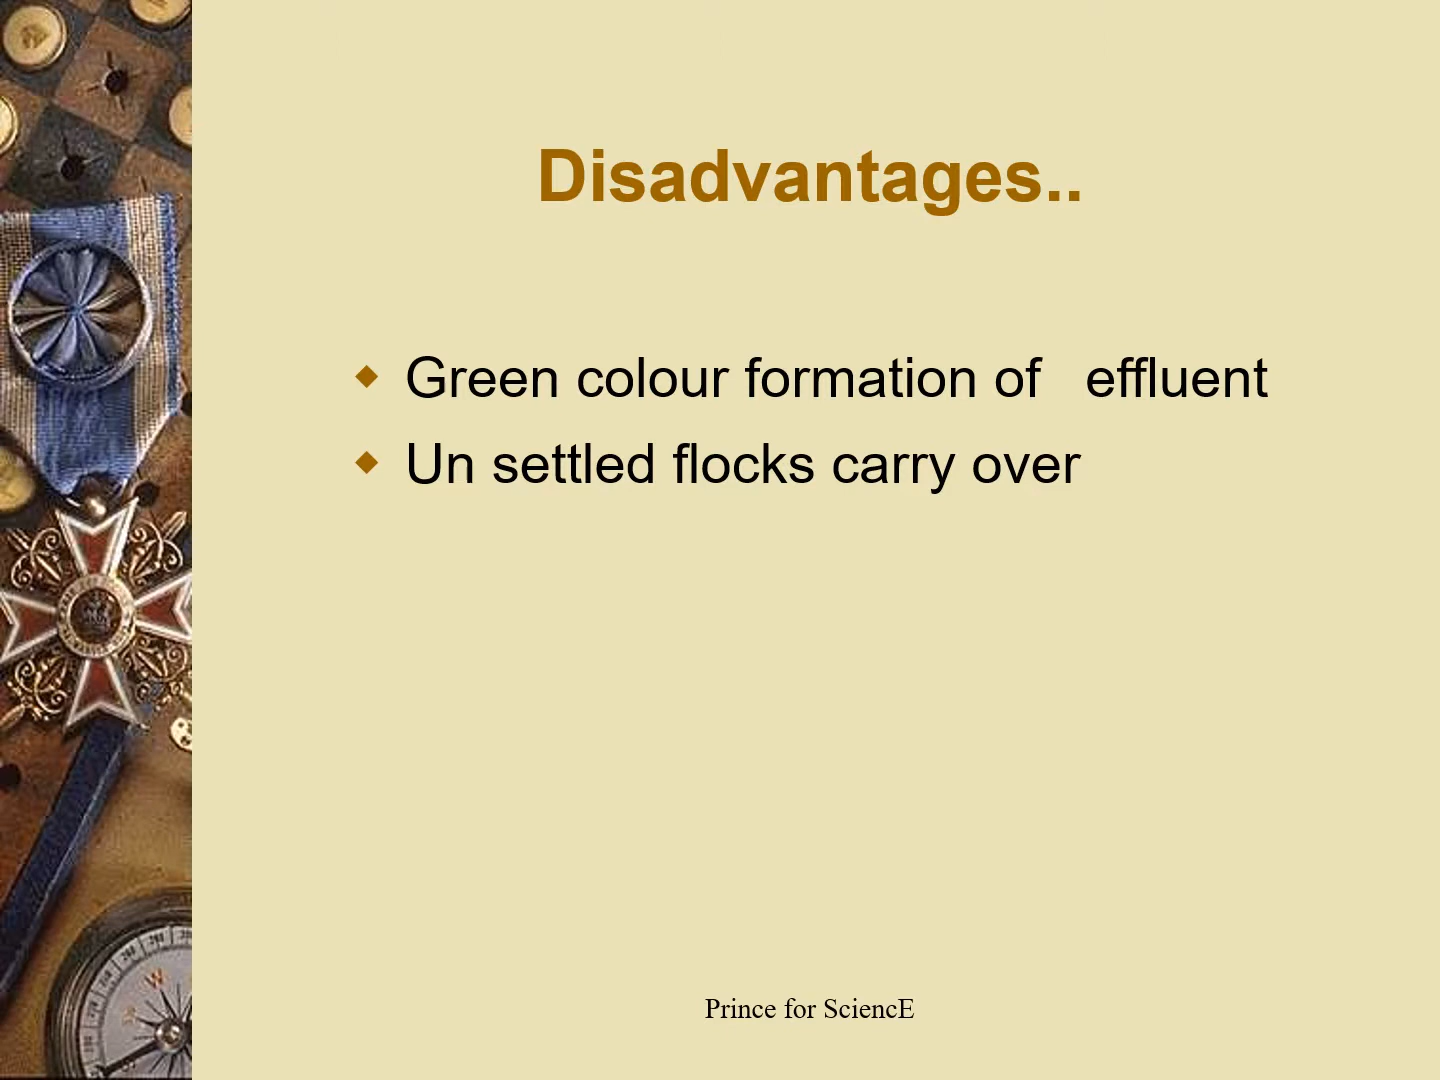 Disadvantages..
Green colour formation of effluent
Un settled flocks carry over
Prince for SciencE